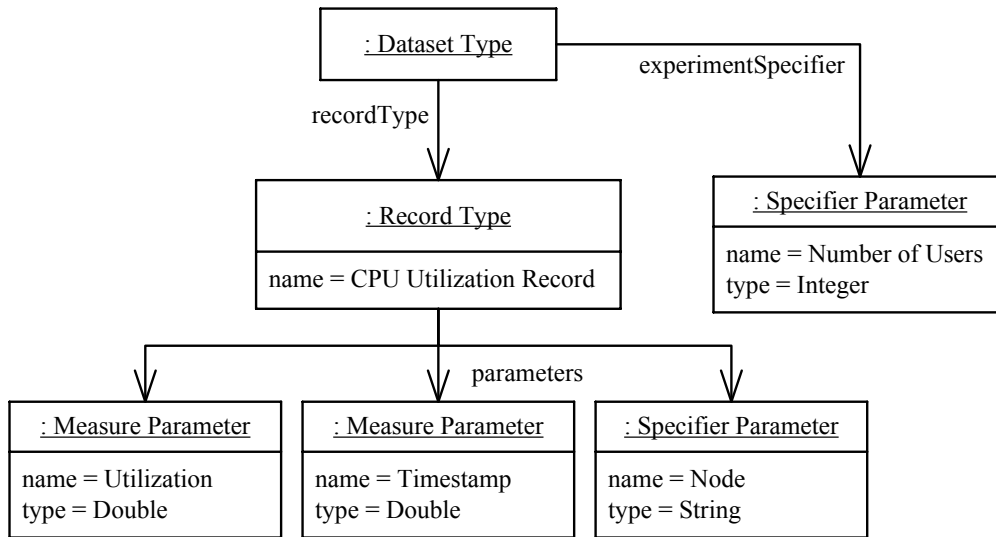 : Dataset Type
experimentSpecifier
recordType
: Record Type
name = CPU Utilization Record
: Specifier Parameter
name = Number of Users
type = Integer
parameters
: Measure Parameter
name = Utilization
type = Double
: Measure Parameter
name = Timestamp
type = Double
: Specifier Parameter
name = Node
type = String